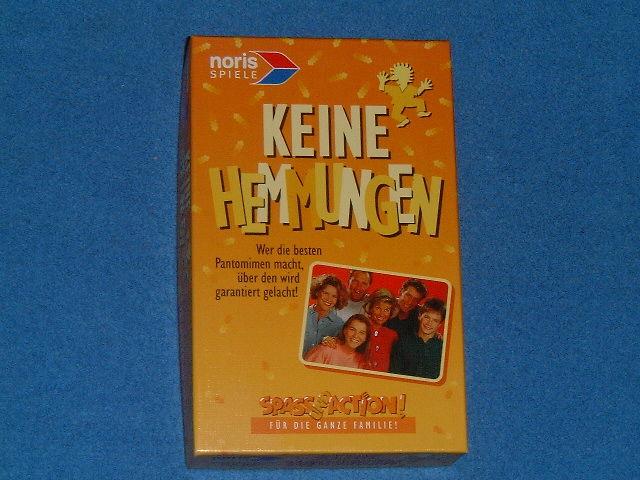 noris
SPIELE
KEINE
HEMMUNGEN
Wer die besten
Pantomimen macht,
über den wird
garantiert gelacht!
SPASS UND ACTION!
FÜR DIE GANZE FAMILIE!